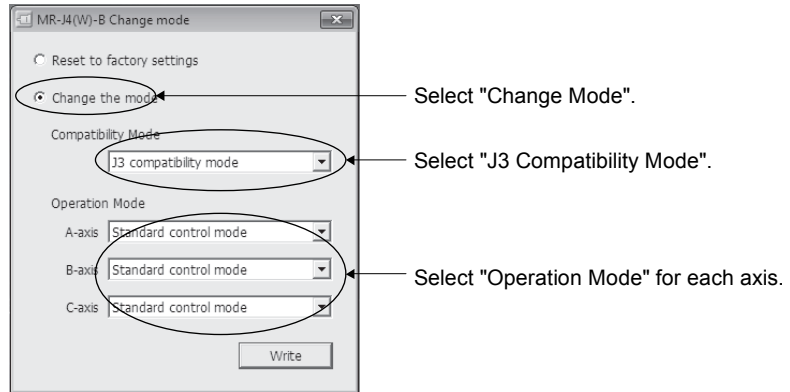 MR-J4(W)-B Change mode
Reset to factory settings
Change the mode
Select "Change Mode".
Compatibility Mode
J3 compatibility mode
Select "J3 Compatibility Mode".
Operation Mode
A-axis Standard control mode
B-axis Standard control mode
Select "Operation Mode" for each axis.
C-axis Standard control mode
Write